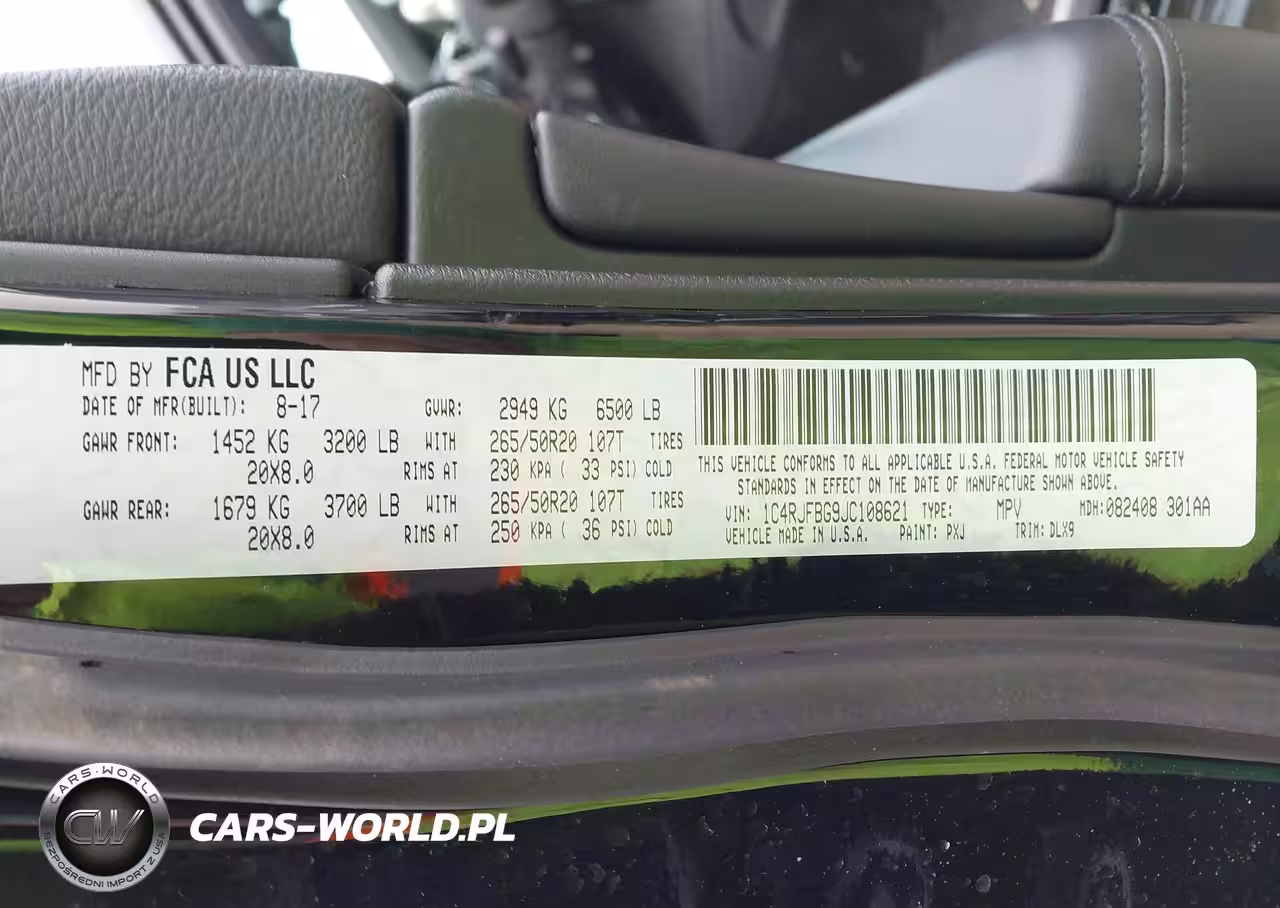 MFD BY FCA US LLC
DATE OF MFR(BUILT): 8-17 GVWR: 2949 KG 6500 LB
GAWR FRONT: 1452 KG 3200 LB WITH 265/50R20 107T TIRES
20X8.0 RIMS AT 230 KPA ( 33 PSI) COLD
GAWR REAR: 1679 KG 3700 LB WITH 265/50R20 107T TIRES
20X8.0 RIMS AT 250 KPA ( 36 PSI) COLD
THIS VEHICLE CONFORMS TO ALL APPLICABLE U.S.A. FEDERAL MOTOR VEHICLE SAFETY
STANDARDS IN EFFECT ON THE DATE OF MANUFACTURE SHOWN ABOVE.
VIN: 1C4RJFBG9JC108621 TYPE: MPV MDH:082408 301AA
VEHICLE MADE IN U.S.A. PAINT: PXJ TRIM: DLX9
CARS-WORLD
CW
BEZPOŚREDNI IMPORT Z USA
CARS-WORLD.PL